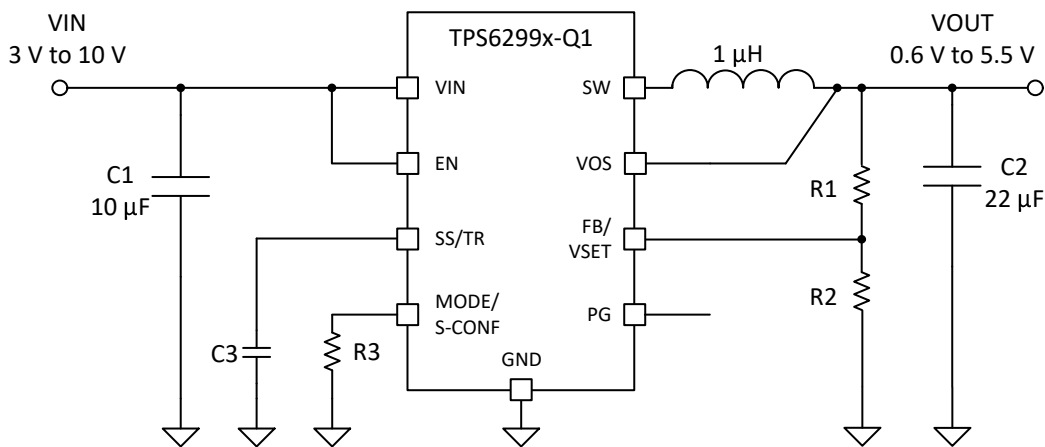 VIN
3 V to 10 V
TPS6299x-Q1
VOUT
0.6 V to 5.5 V
1 µH
VIN
SW
EN
VOS
C1
10 µF
R1
C2
22 µF
SS/TR
FB/
VSET
MODE/
S-CONF
PG
R2
C3
R3
GND